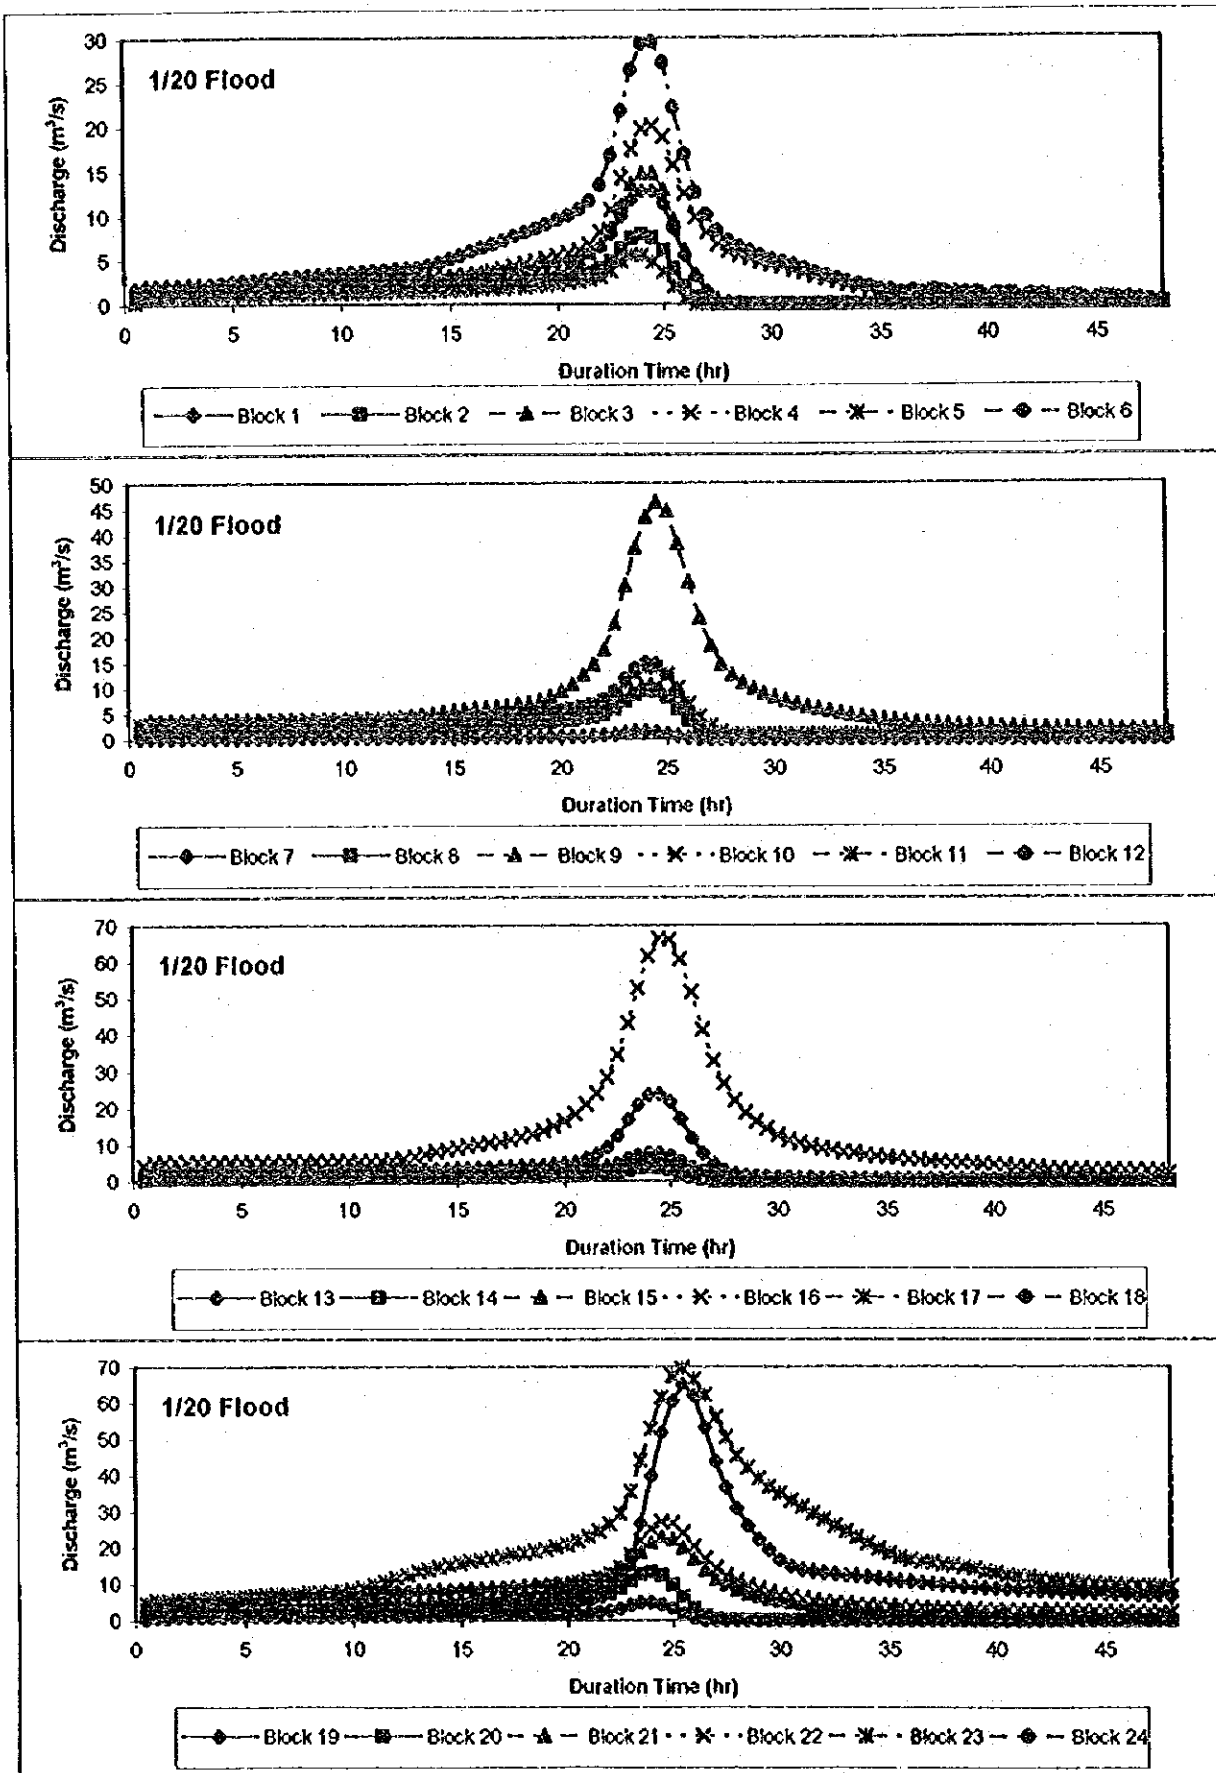 1/20 Flood
Discharge (m³/s)
30
25
20
15
10
5
0
0 5 10 15 20 25 30 35 40 45
Duration Time (hr)
Block 1 Block 2 Block 3 Block 4 Block 5 Block 6
1/20 Flood
Discharge (m³/s)
50
45
40
35
30
25
20
15
10
5
0
0 5 10 15 20 25 30 35 40 45
Duration Time (hr)
Block 7 Block 8 Block 9 Block 10 Block 11 Block 12
1/20 Flood
Discharge (m³/s)
70
60
50
40
30
20
10
0
0 5 10 15 20 25 30 35 40 45
Duration Time (hr)
Block 13 Block 14 Block 15 Block 16 Block 17 Block 18
1/20 Flood
Discharge (m³/s)
70
60
50
40
30
20
10
0
0 5 10 15 20 25 30 35 40 45
Duration Time (hr)
Block 19 Block 20 Block 21 Block 22 Block 23 Block 24